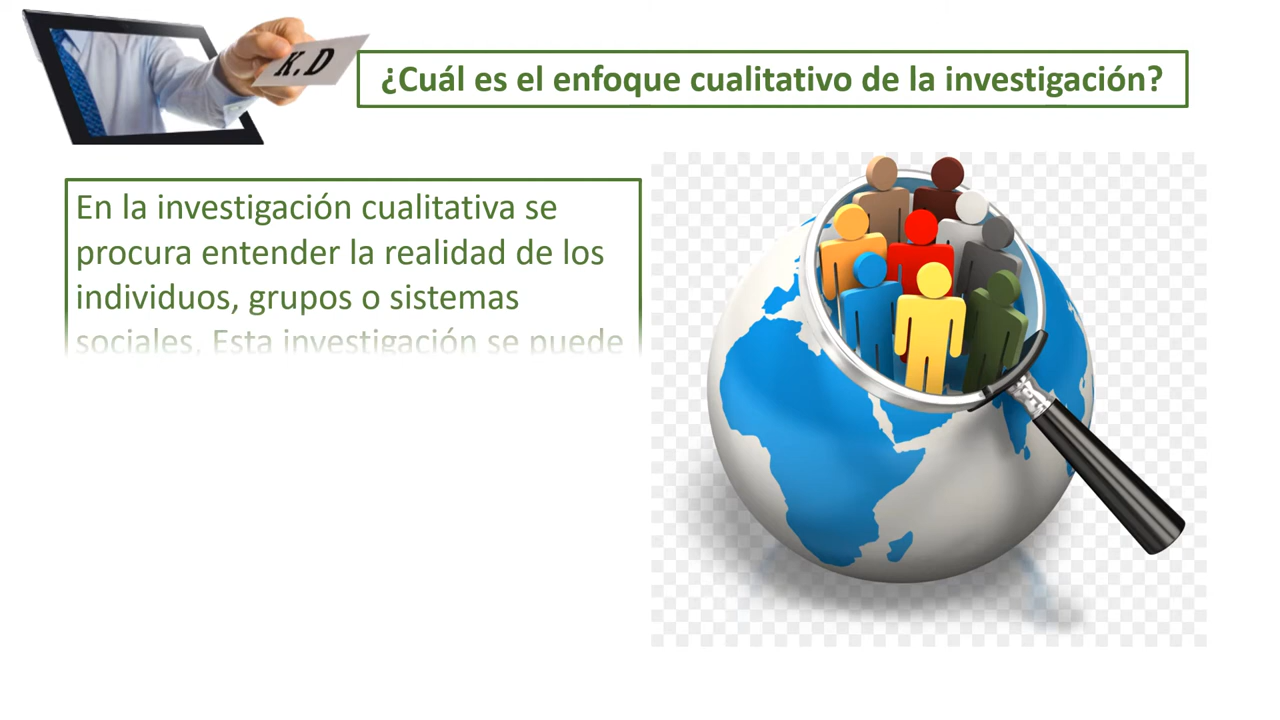 K.D
¿Cuál es el enfoque cualitativo de la investigación?
En la investigación cualitativa se
procura entender la realidad de los
individuos, grupos o sistemas
sociales. Esta investigación se puede